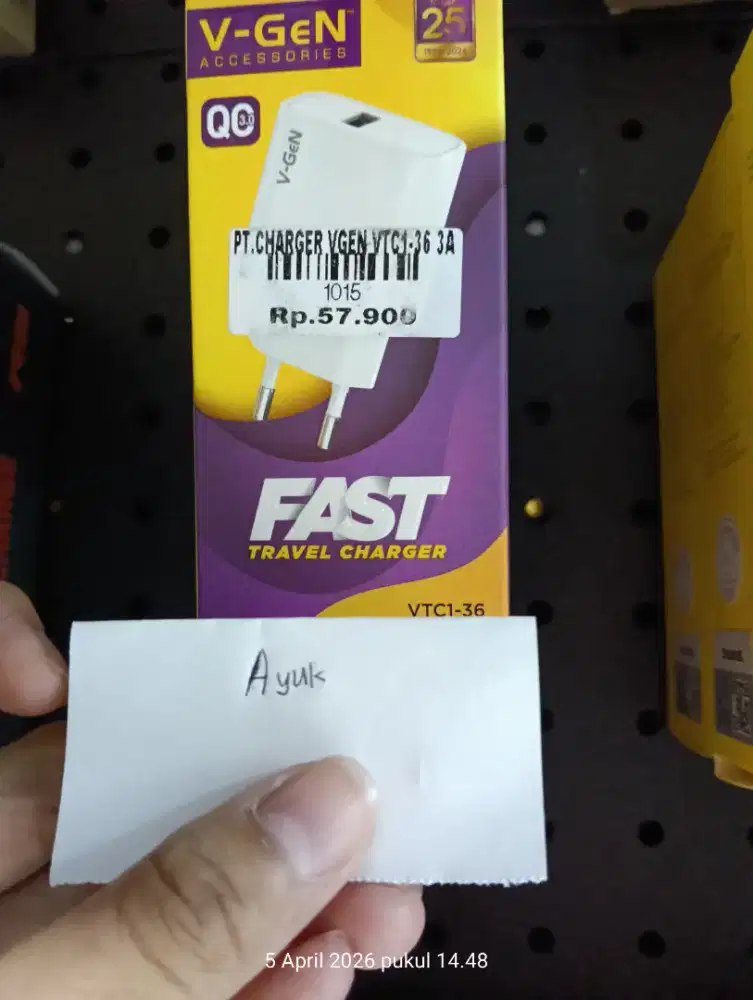 V-GeN
ACCESSORIES
25
QC 3.0
V-GeN
PT.CHARGER VGEN VTC1-36 3A
1015
Rp.57.900
FAST
TRAVEL CHARGER
VTC1-36
Ayuk
5 April 2026 pukul 14.48